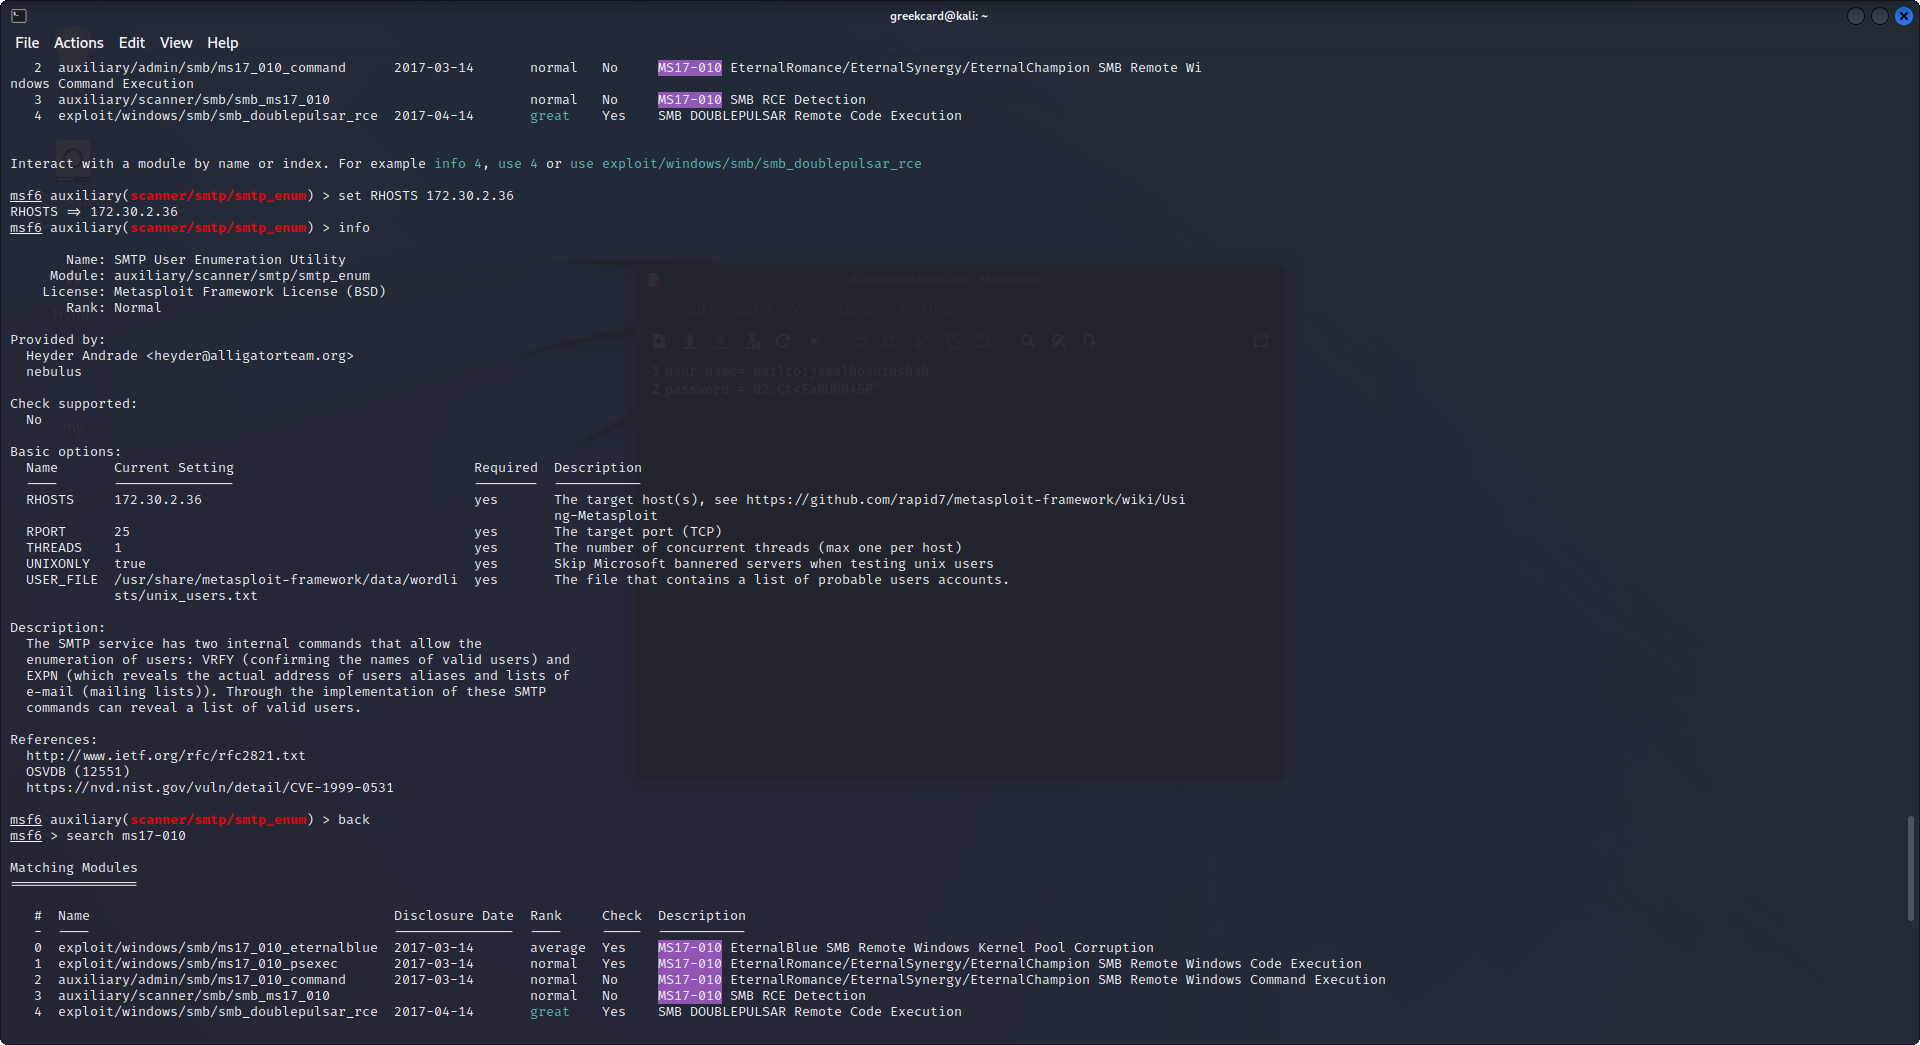 greekcard@kali: ~
File Actions Edit View Help
2 auxiliary/admin/smb/ms17_010_command 2017-03-14 normal No MS17-010 EternalRomance/EternalSynergy/EternalChampion SMB Remote Wi
ndows Command Execution
3 auxiliary/scanner/smb/smb_ms17_010 normal No MS17-010 SMB RCE Detection
4 exploit/windows/smb/smb_doublepulsar_rce 2017-04-14 great Yes SMB DOUBLEPULSAR Remote Code Execution
Interact with a module by name or index. For example info 4, use 4 or use exploit/windows/smb/smb_doublepulsar_rce
msf6 auxiliary(scanner/smtp/smtp_enum) > set RHOSTS 172.30.2.36
RHOSTS => 172.30.2.36
msf6 auxiliary(scanner/smtp/smtp_enum) > info
Name: SMTP User Enumeration Utility
Module: auxiliary/scanner/smtp/smtp_enum
License: Metasploit Framework License (BSD)
Rank: Normal
Provided by:
Heyder Andrade <heyder@alligatorteam.org>
nebulus
Check supported:
No
Basic options:
Name Current Setting Required Description
RHOSTS 172.30.2.36 yes The target host(s), see https://github.com/rapid7/metasploit-framework/wiki/Usi
ng-Metasploit
RPORT 25 yes The target port (TCP)
THREADS 1 yes The number of concurrent threads (max one per host)
UNIXONLY true yes Skip Microsoft bannered servers when testing unix users
USER_FILE /usr/share/metasploit-framework/data/wordli yes The file that contains a list of probable users accounts.
sts/unix_users.txt
Description:
The SMTP service has two internal commands that allow the
enumeration of users: VRFY (confirming the names of valid users) and
EXPN (which reveals the actual address of users aliases and lists of
e-mail (mailing lists)). Through the implementation of these SMTP
commands can reveal a list of valid users.
References:
http://www.ietf.org/rfc/rfc2821.txt
OSVDB (12551)
https://nvd.nist.gov/vuln/detail/CVE-1999-0531
msf6 auxiliary(scanner/smtp/smtp_enum) > back
msf6 > search ms17-010
Matching Modules
# Name Disclosure Date Rank Check Description
0 exploit/windows/smb/ms17_010_eternalblue 2017-03-14 average Yes MS17-010 EternalBlue SMB Remote Windows Kernel Pool Corruption
1 exploit/windows/smb/ms17_010_psexec 2017-03-14 normal Yes MS17-010 EternalRomance/EternalSynergy/EternalChampion SMB Remote Windows Code Execution
2 auxiliary/admin/smb/ms17_010_command 2017-03-14 normal No MS17-010 EternalRomance/EternalSynergy/EternalChampion SMB Remote Windows Command Execution
3 auxiliary/scanner/smb/smb_ms17_010 normal No MS17-010 SMB RCE Detection
4 exploit/windows/smb/smb_doublepulsar_rce 2017-04-14 great Yes SMB DOUBLEPULSAR Remote Code Execution
File Edit Search View Document Help
1 user name= mailto:jamalhoseinshah
2 password =